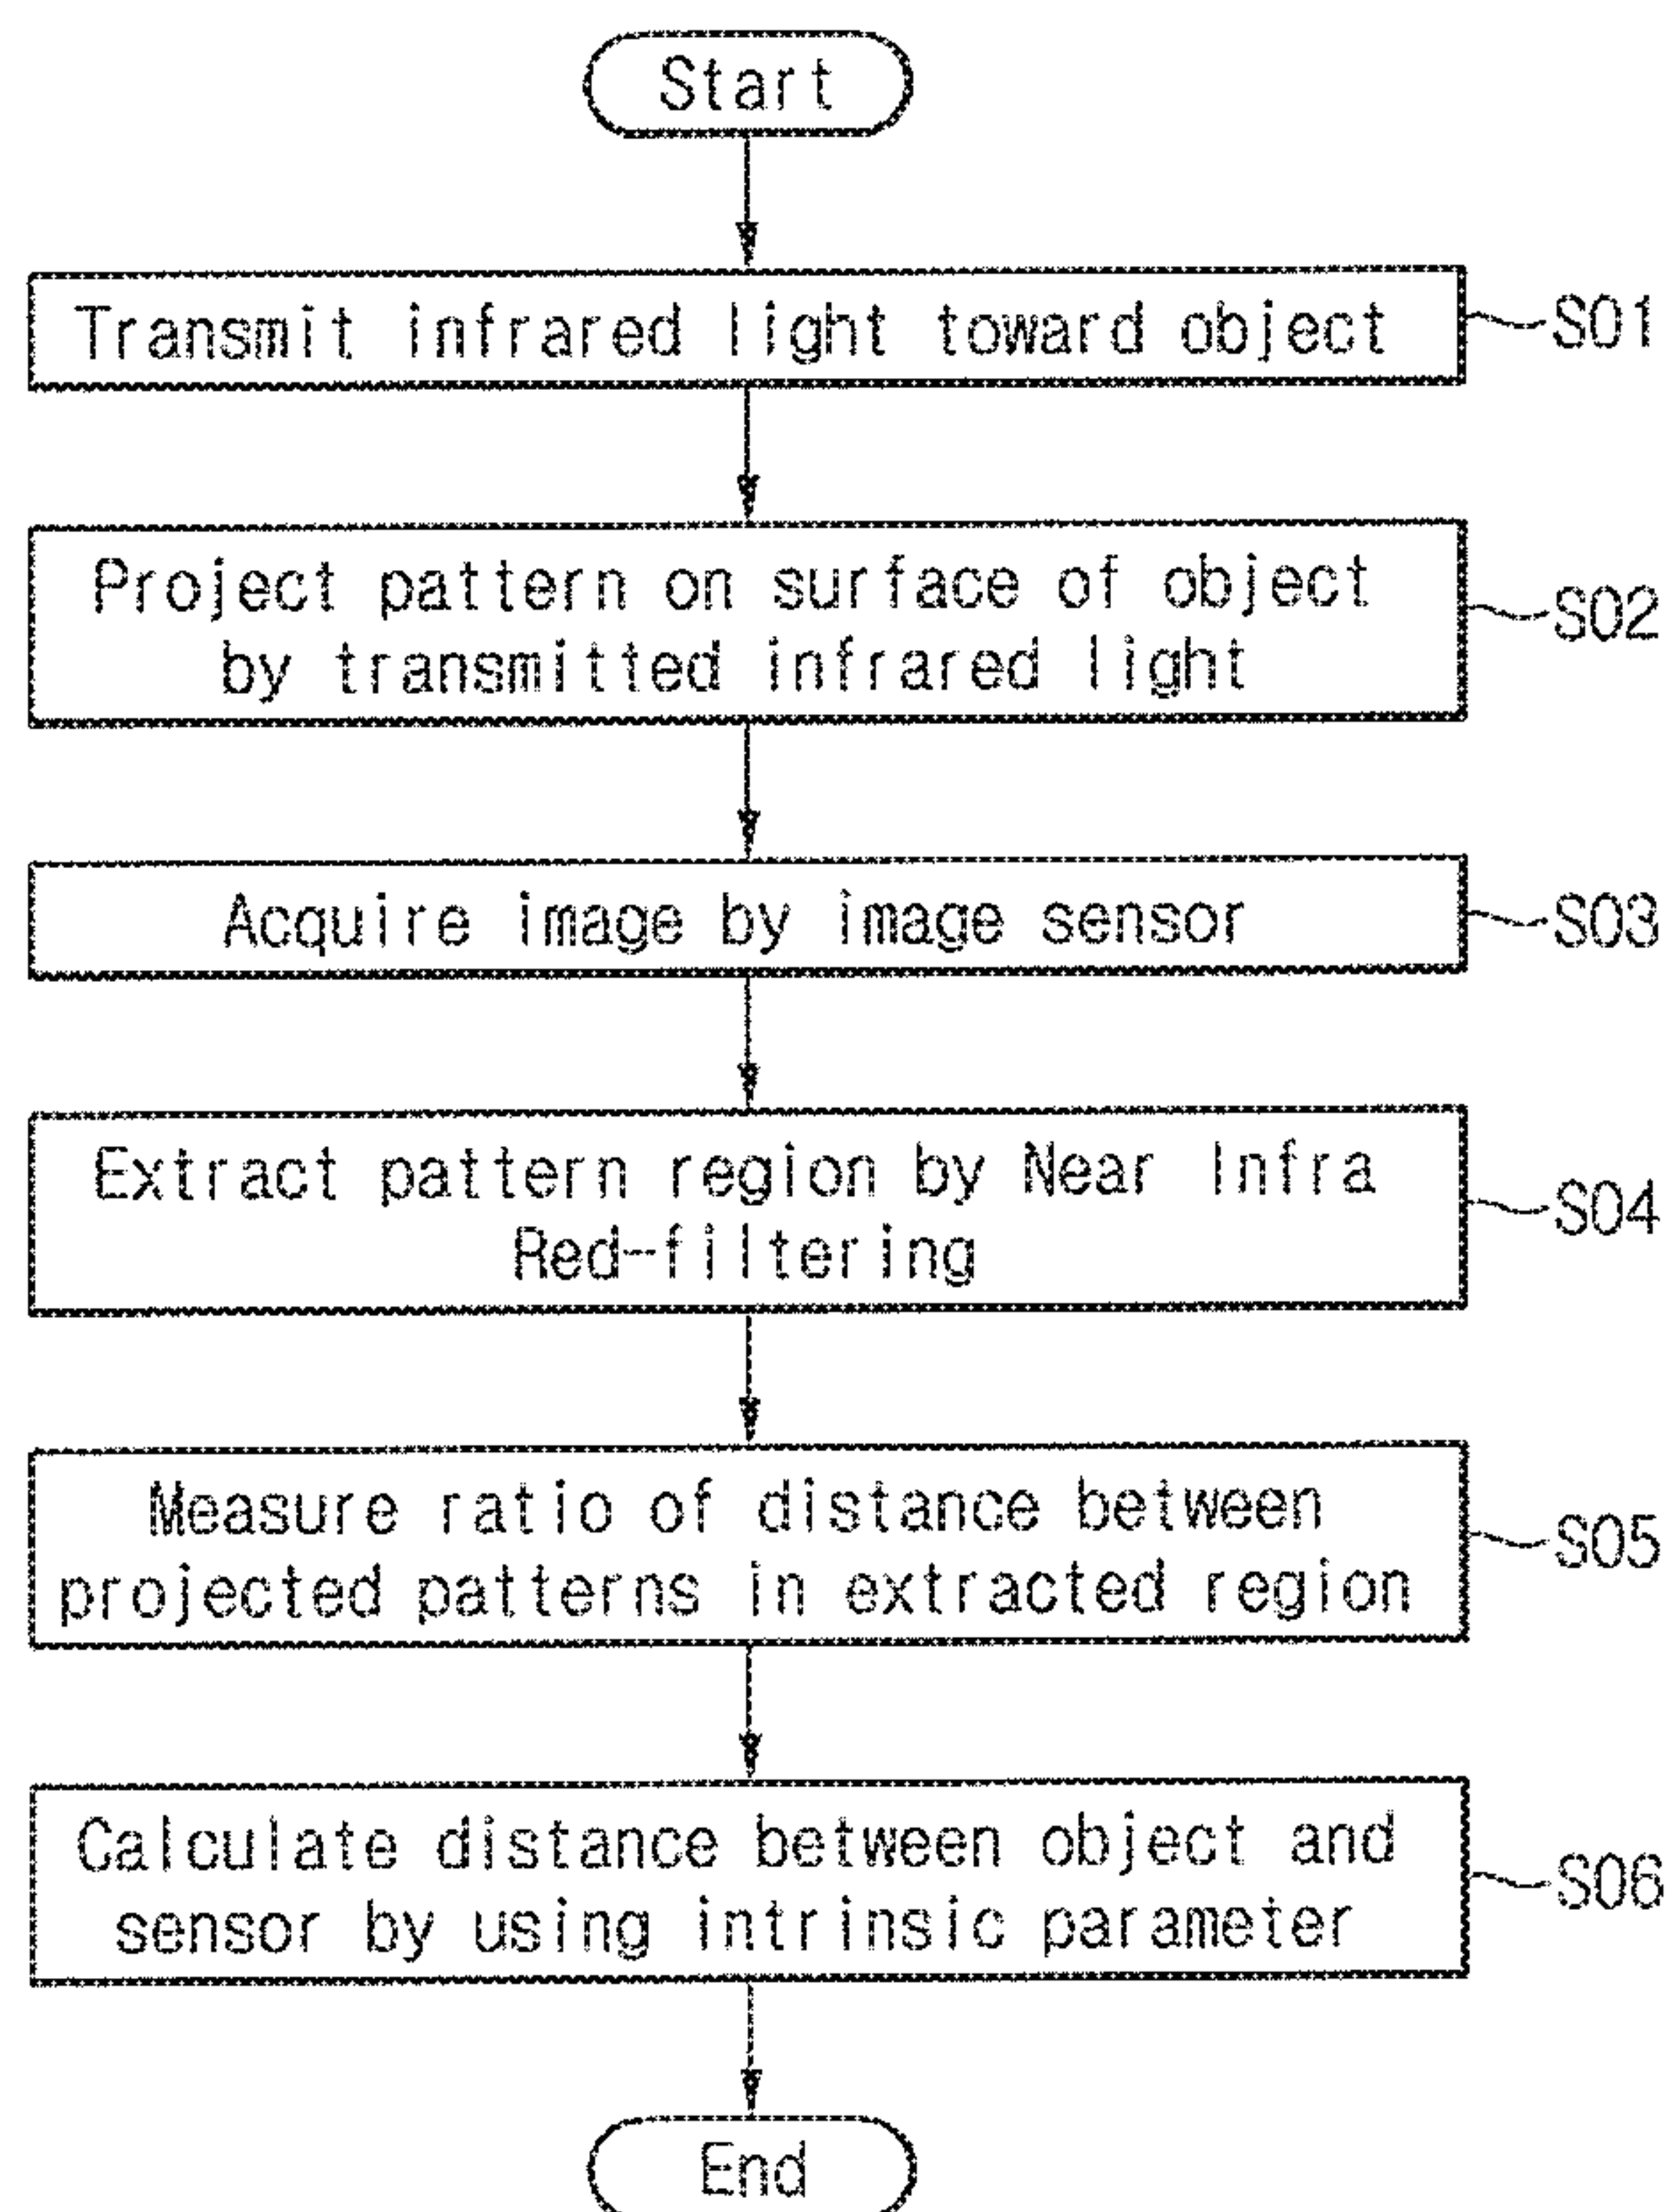 Start
Transmit infrared light toward object
S01
Project pattern on surface of object
by transmitted infrared light
S02
Acquire image by image sensor
S03
Extract pattern region by Near Infra
Red-filtering
S04
Measure ratio of distance between
projected patterns in extracted region
S05
Calculate distance between object and
sensor by using intrinsic parameter
S06
End